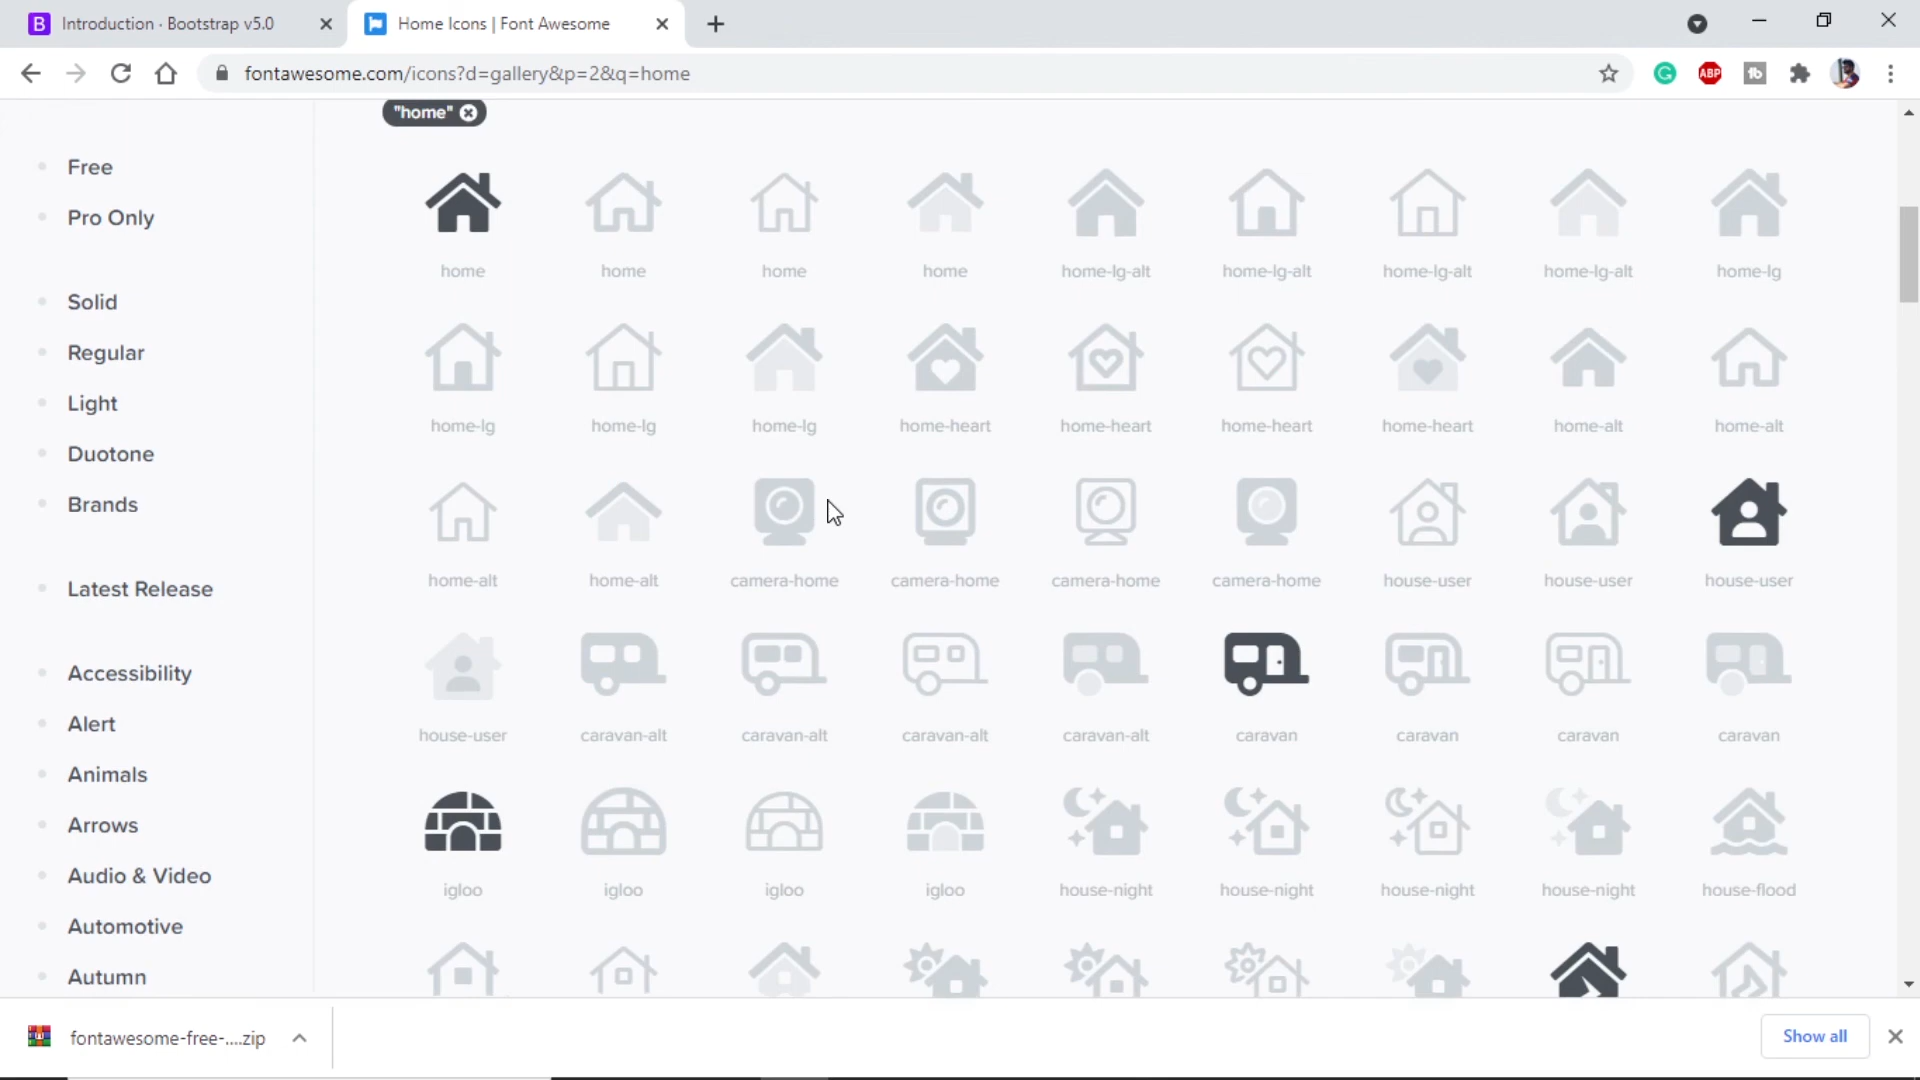 Introduction · Bootstrap v5.0
Home Icons | Font Awesome
fontawesome.com/icons?d=gallery&p=2&q=home
ABP
"home"
Free
Pro Only
Solid
Regular
Light
Duotone
Brands
Latest Release
Accessibility
Alert
Animals
Arrows
Audio & Video
Automotive
Autumn
home home home home home-lg-alt home-lg-alt home-lg-alt home-lg-alt home-lg
home-lg home-lg home-lg home-heart home-heart home-heart home-heart home-alt home-alt
home-alt home-alt camera-home camera-home camera-home camera-home house-user house-user house-user
house-user caravan-alt caravan-alt caravan-alt caravan-alt caravan caravan caravan caravan
igloo igloo igloo igloo house-night house-night house-night house-night house-flood
fontawesome-free-....zip
Show all